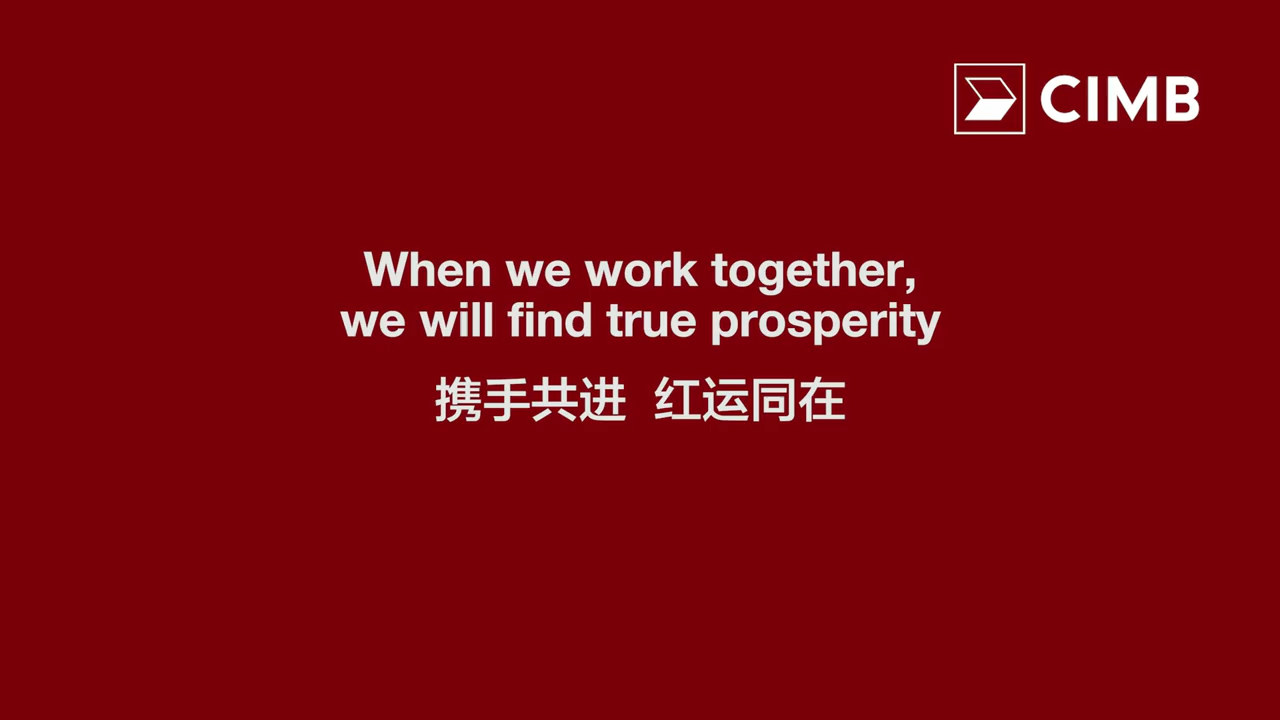 CIMB
When we work together,
we will find true prosperity
携手共进 红运同在